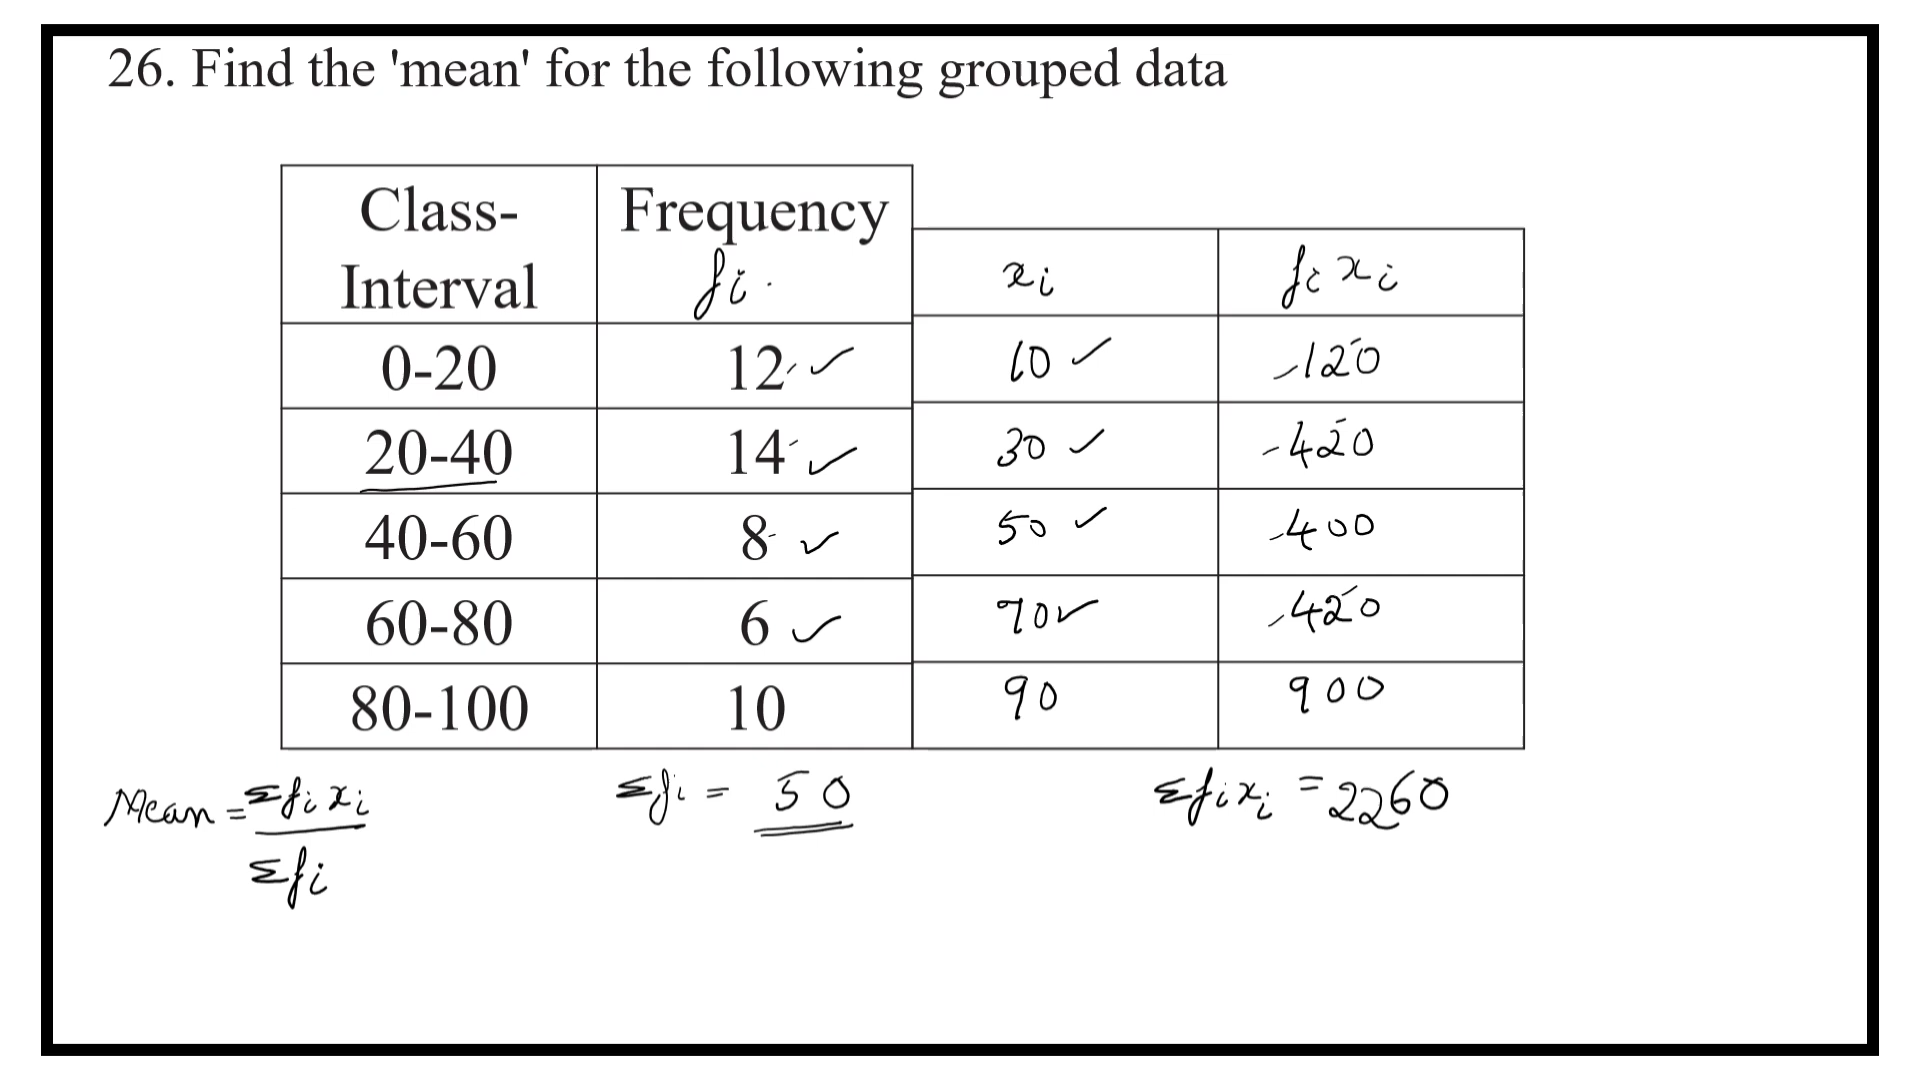 26. Find the 'mean' for the following grouped data
Class- Frequency
Interval fi xi fixi
0-20 12 10 120
20-40 14 30 420
40-60 8 50 400
60-80 6 70 420
80-100 10 90 900
Mean = Σfixi Σfi = 50 Σfixi = 2260
Σfi